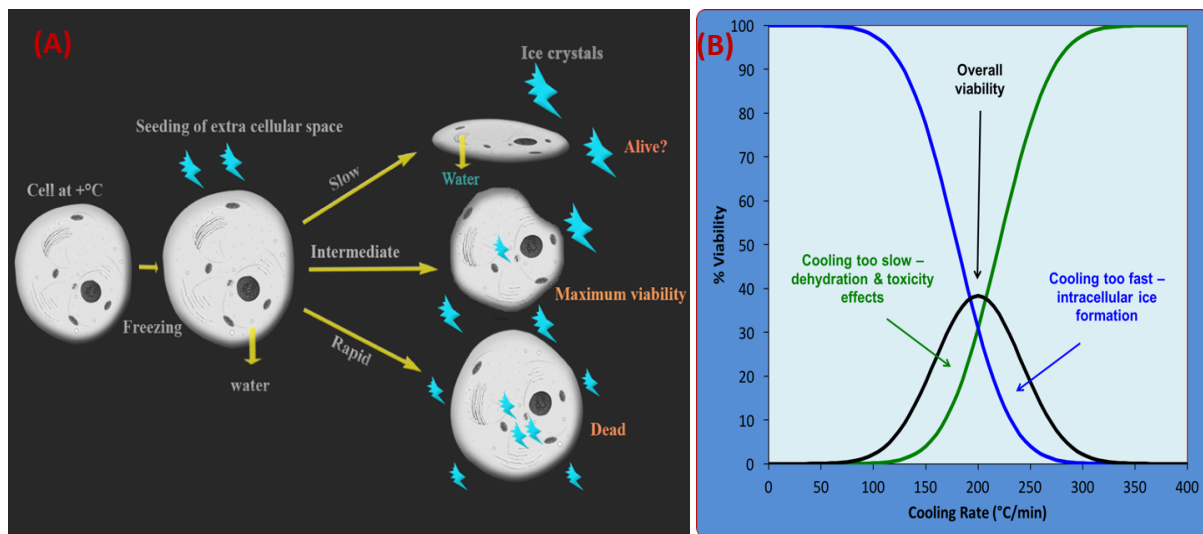 (A)
Ice crystals
Seeding of extra cellular space
Alive?
Slow
Water
Cell at +°C
Intermediate
Maximum viability
Freezing
Rapid
water
Dead
(B)
100
90
80
70
60
50
40
30
20
10
0
% Viability
Overall
viability
Cooling too slow –
dehydration & toxicity
effects
Cooling too fast –
intracellular ice
formation
0 50 100 150 200 250 300 350 400
Cooling Rate (°C/min)